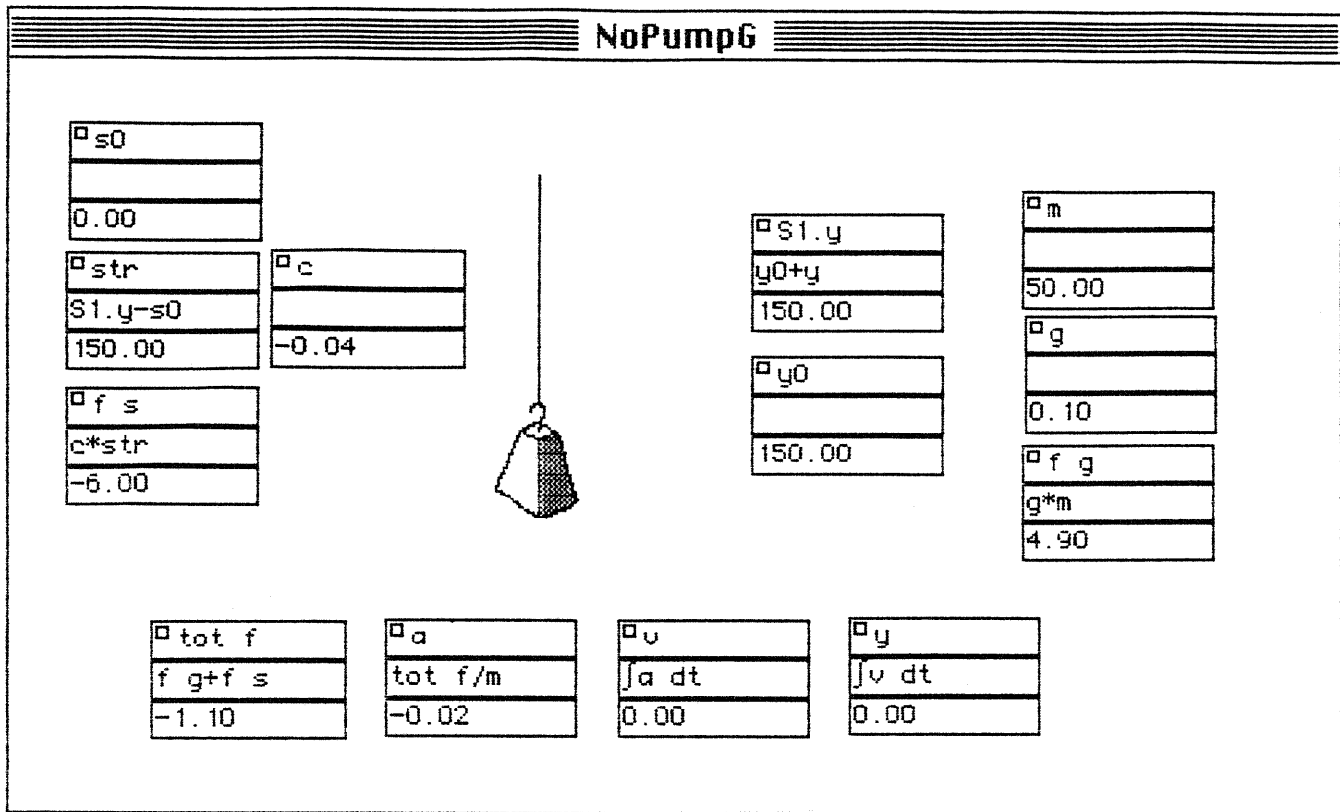 NoPumpG
s0
0.00
str
S1.y-s0
150.00
c
-0.04
f s
c*str
-6.00
S1.y
y0+y
150.00
y0
150.00
m
50.00
g
0.10
f g
g*m
4.90
tot f
f g+f s
-1.10
a
tot f/m
-0.02
v
∫a dt
0.00
y
∫v dt
0.00